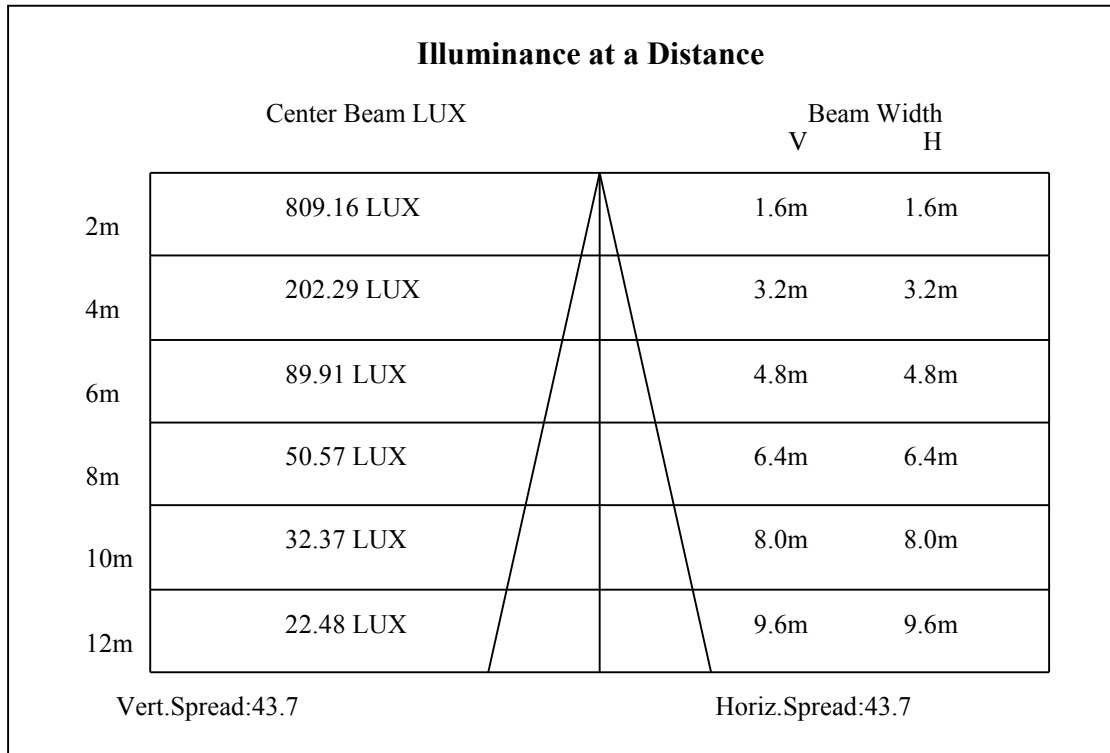 Illuminance at a Distance
Center Beam LUX Beam Width
V H
2m 809.16 LUX 1.6m 1.6m
4m 202.29 LUX 3.2m 3.2m
6m 89.91 LUX 4.8m 4.8m
8m 50.57 LUX 6.4m 6.4m
10m 32.37 LUX 8.0m 8.0m
12m 22.48 LUX 9.6m 9.6m
Vert.Spread:43.7 Horiz.Spread:43.7